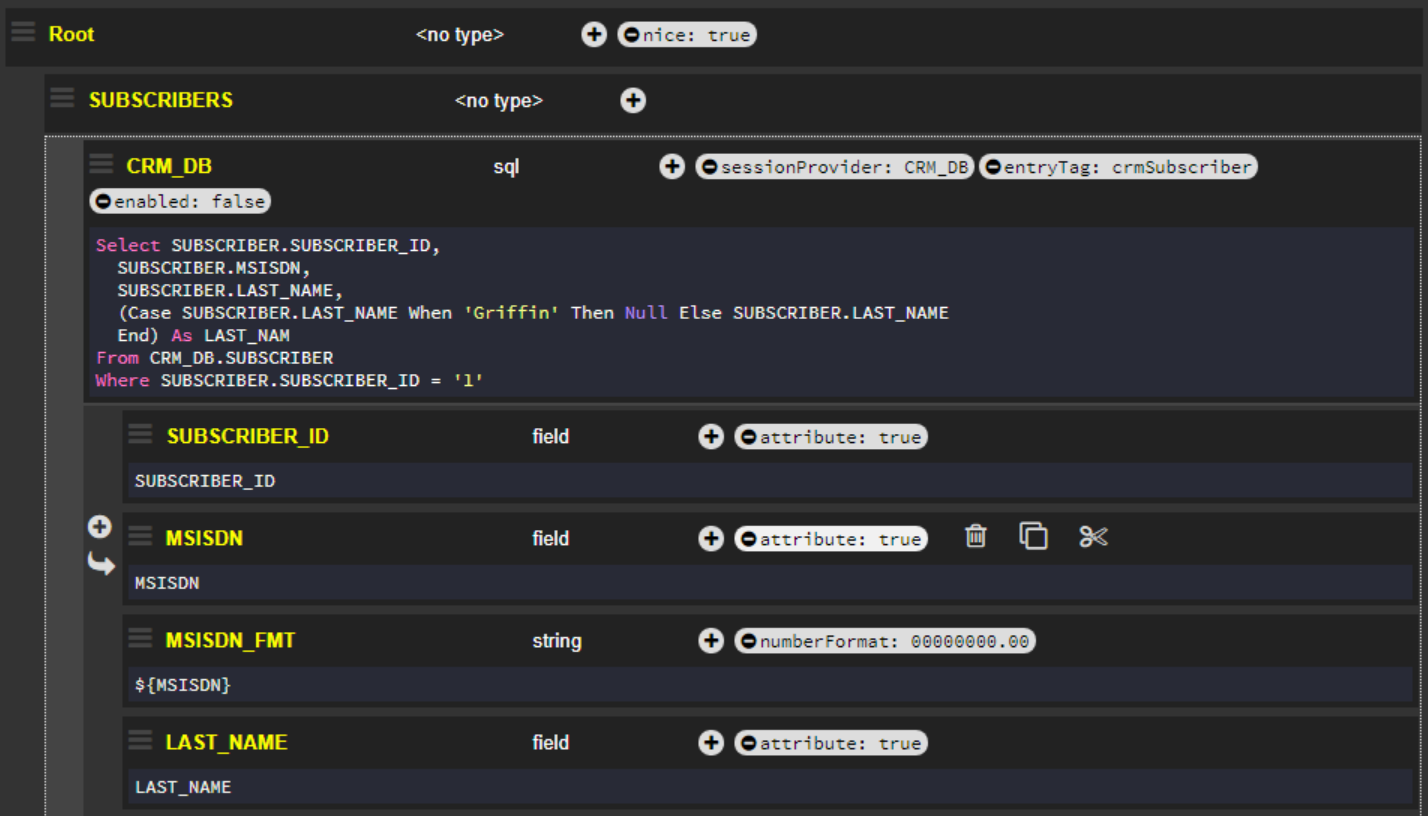 Root <no type> nice: true
SUBSCRIBERS <no type>
CRM_DB sql sessionProvider: CRM_DB entryTag: crmSubscriber
enabled: false
Select SUBSCRIBER.SUBSCRIBER_ID,
SUBSCRIBER.MSISDN,
SUBSCRIBER.LAST_NAME,
(Case SUBSCRIBER.LAST_NAME When 'Griffin' Then Null Else SUBSCRIBER.LAST_NAME
End) As LAST_NAM
From CRM_DB.SUBSCRIBER
Where SUBSCRIBER.SUBSCRIBER_ID = '1'
SUBSCRIBER_ID field attribute: true
SUBSCRIBER_ID
MSISDN field attribute: true
MSISDN
MSISDN_FMT string numberFormat: 00000000.00
${MSISDN}
LAST_NAME field attribute: true
LAST_NAME